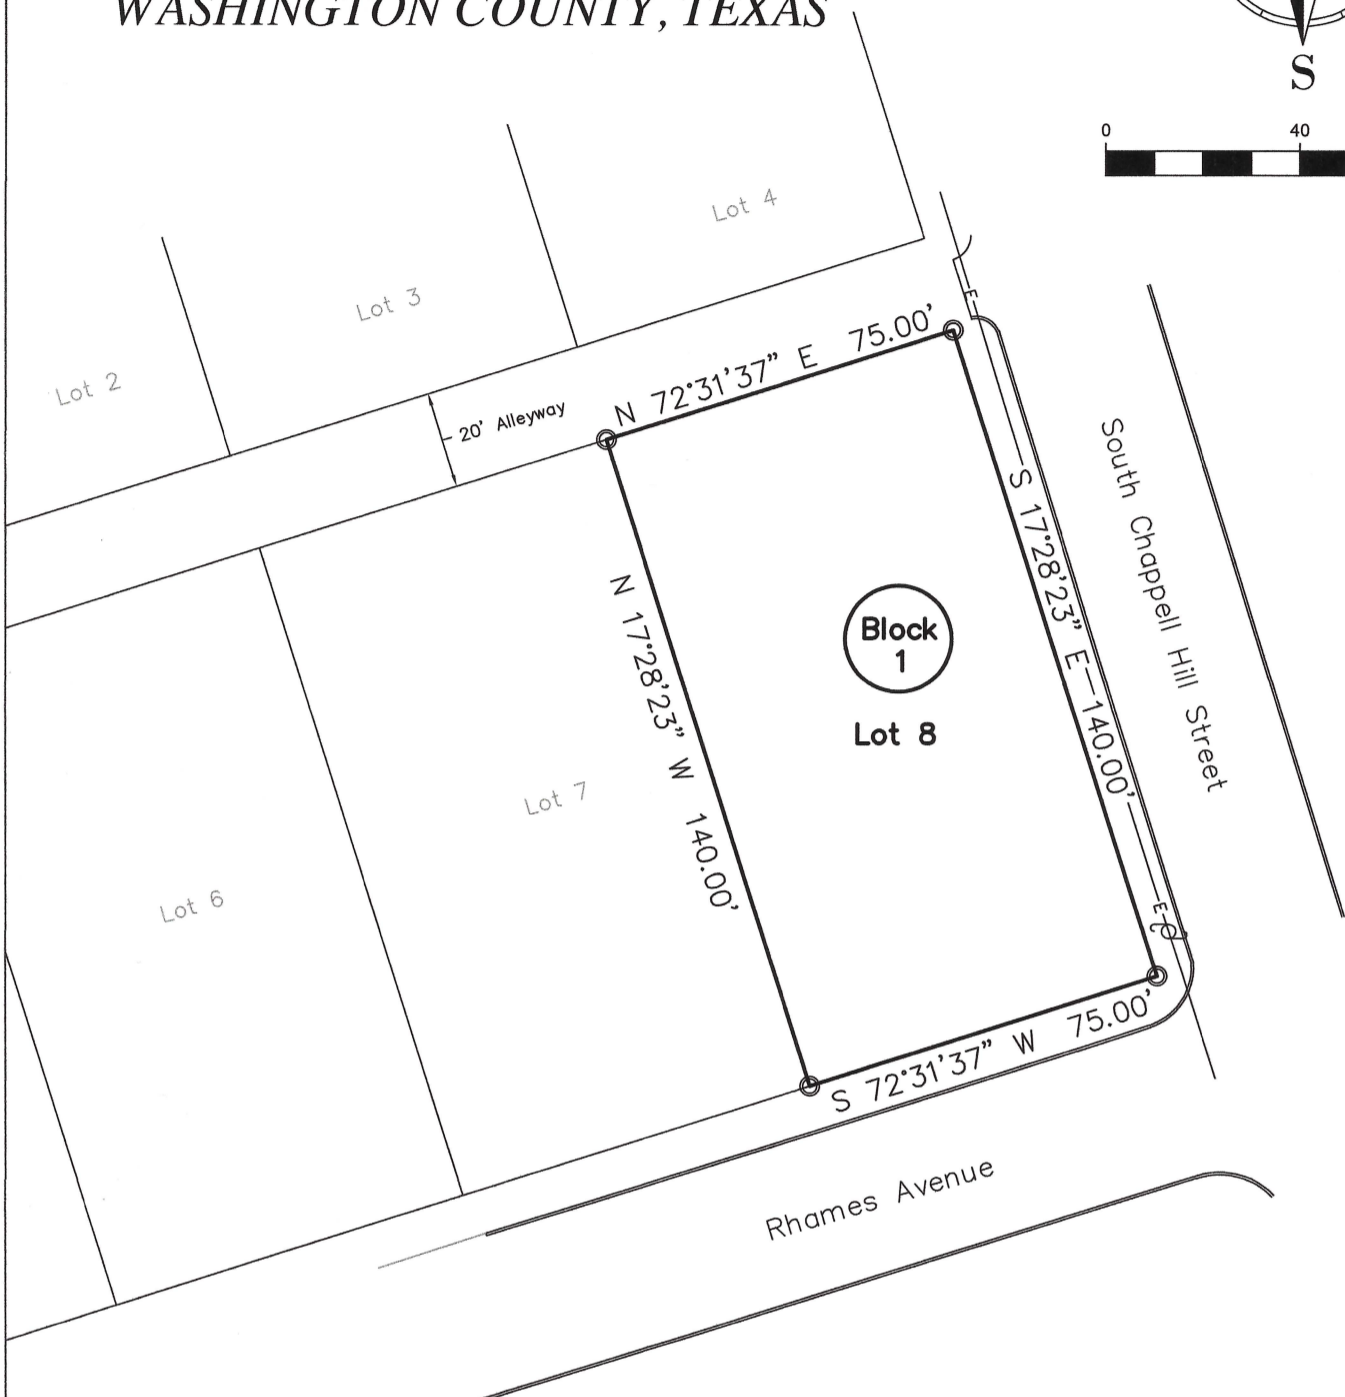 WASHINGTON COUNTY, TEXAS
S
0 40
Lot 4
Lot 3
Lot 2
E
N 72°31'37” E 75.00'
20' Alleyway
S 17°28'23” E 140.00'
South Chappell Hill Street
N 17°28'23” W 140.00'
Block
1
Lot 8
Lot 7
Lot 6
E
S 72°31'37” W 75.00'
Rhames Avenue